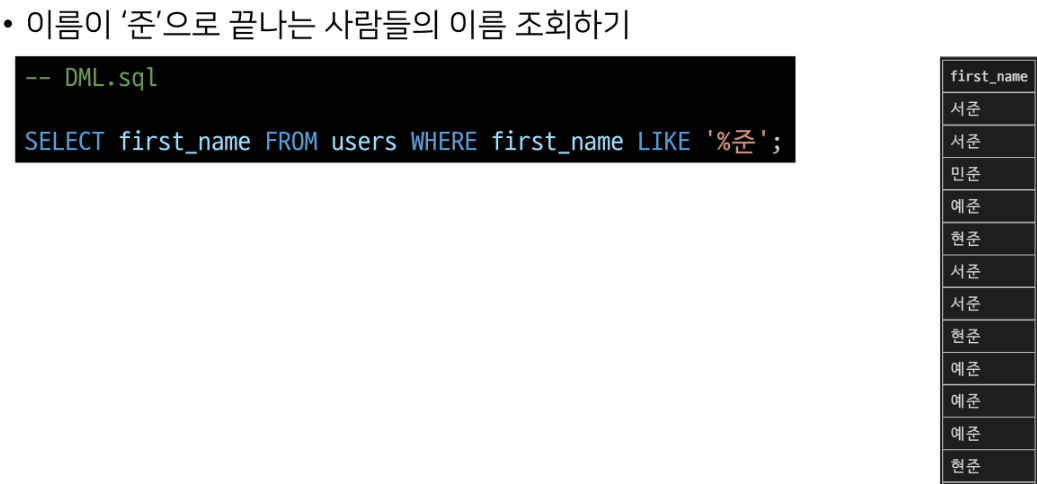 • 이름이 ‘준’으로 끝나는 사람들의 이름 조회하기
-- DML.sql
SELECT first_name FROM users WHERE first_name LIKE '%준';
first_name
서준
서준
민준
예준
현준
서준
서준
현준
예준
예준
예준
현준